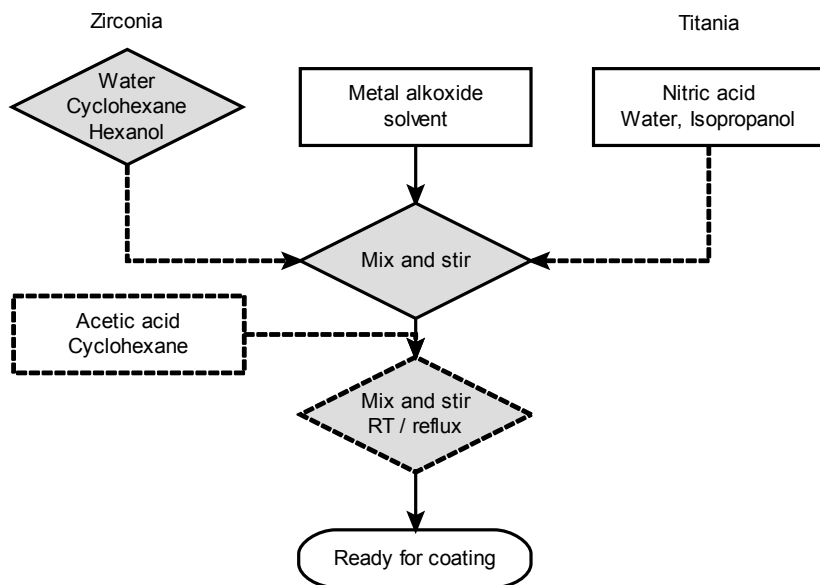 Zirconia
Titania
Water
Cyclohexane
Hexanol
Metal alkoxide
solvent
Nitric acid
Water, Isopropanol
Mix and stir
Acetic acid
Cyclohexane
Mix and stir
RT / reflux
Ready for coating